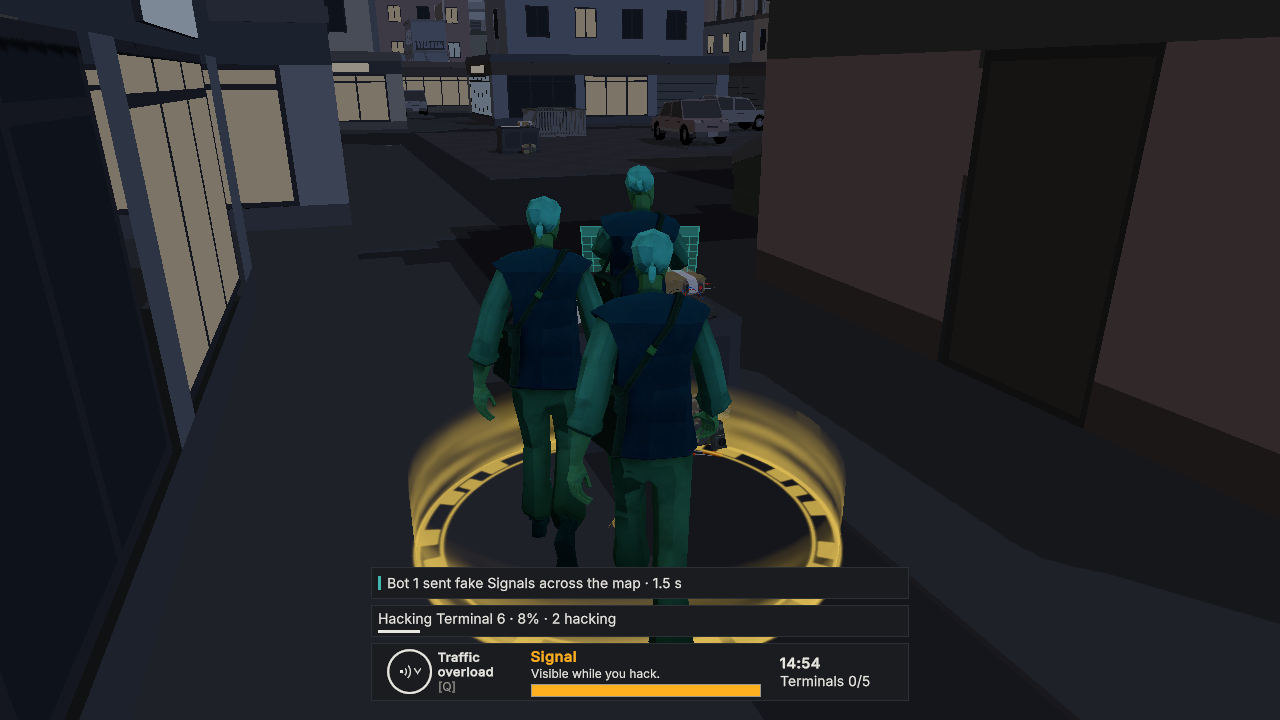 Bot 1 sent fake Signals across the map · 1.5 s
Hacking Terminal 6 · 8% · 2 hacking
Traffic overload
[Q]
Signal
Visible while you hack.
14:54
Terminals 0/5